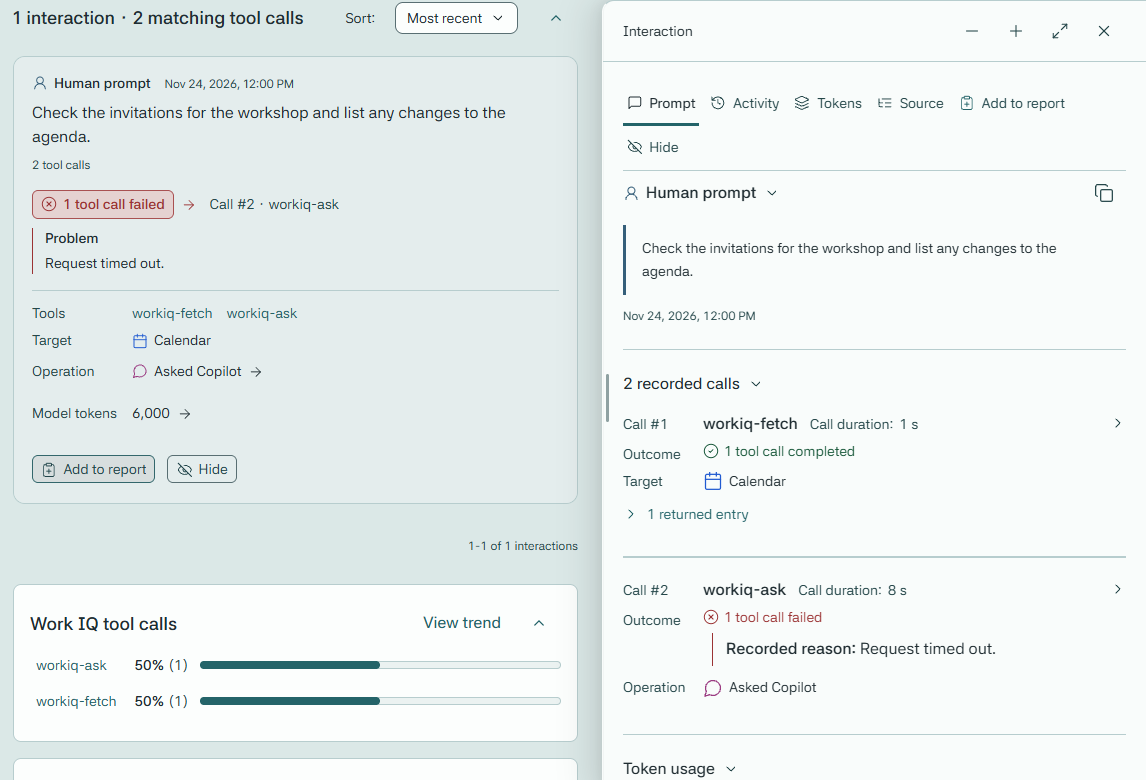 1 interaction · 2 matching tool calls
Sort:
Most recent
Human prompt
Nov 24, 2026, 12:00 PM
Check the invitations for the workshop and list any changes to the
agenda.
2 tool calls
1 tool call failed
Call #2 · workiq-ask
Problem
Request timed out.
Tools
workiq-fetch workiq-ask
Target
Calendar
Operation
Asked Copilot
Model tokens
6,000
Add to report
Hide
1-1 of 1 interactions
Work IQ tool calls
View trend
workiq-ask 50% (1)
workiq-fetch 50% (1)
Interaction
Prompt
Activity
Tokens
Source
Add to report
Hide
Human prompt
Check the invitations for the workshop and list any changes to the
agenda.
Nov 24, 2026, 12:00 PM
2 recorded calls
Call #1 workiq-fetch Call duration: 1 s
Outcome 1 tool call completed
Target Calendar
1 returned entry
Call #2 workiq-ask Call duration: 8 s
Outcome 1 tool call failed
Recorded reason: Request timed out.
Operation Asked Copilot
Token usage